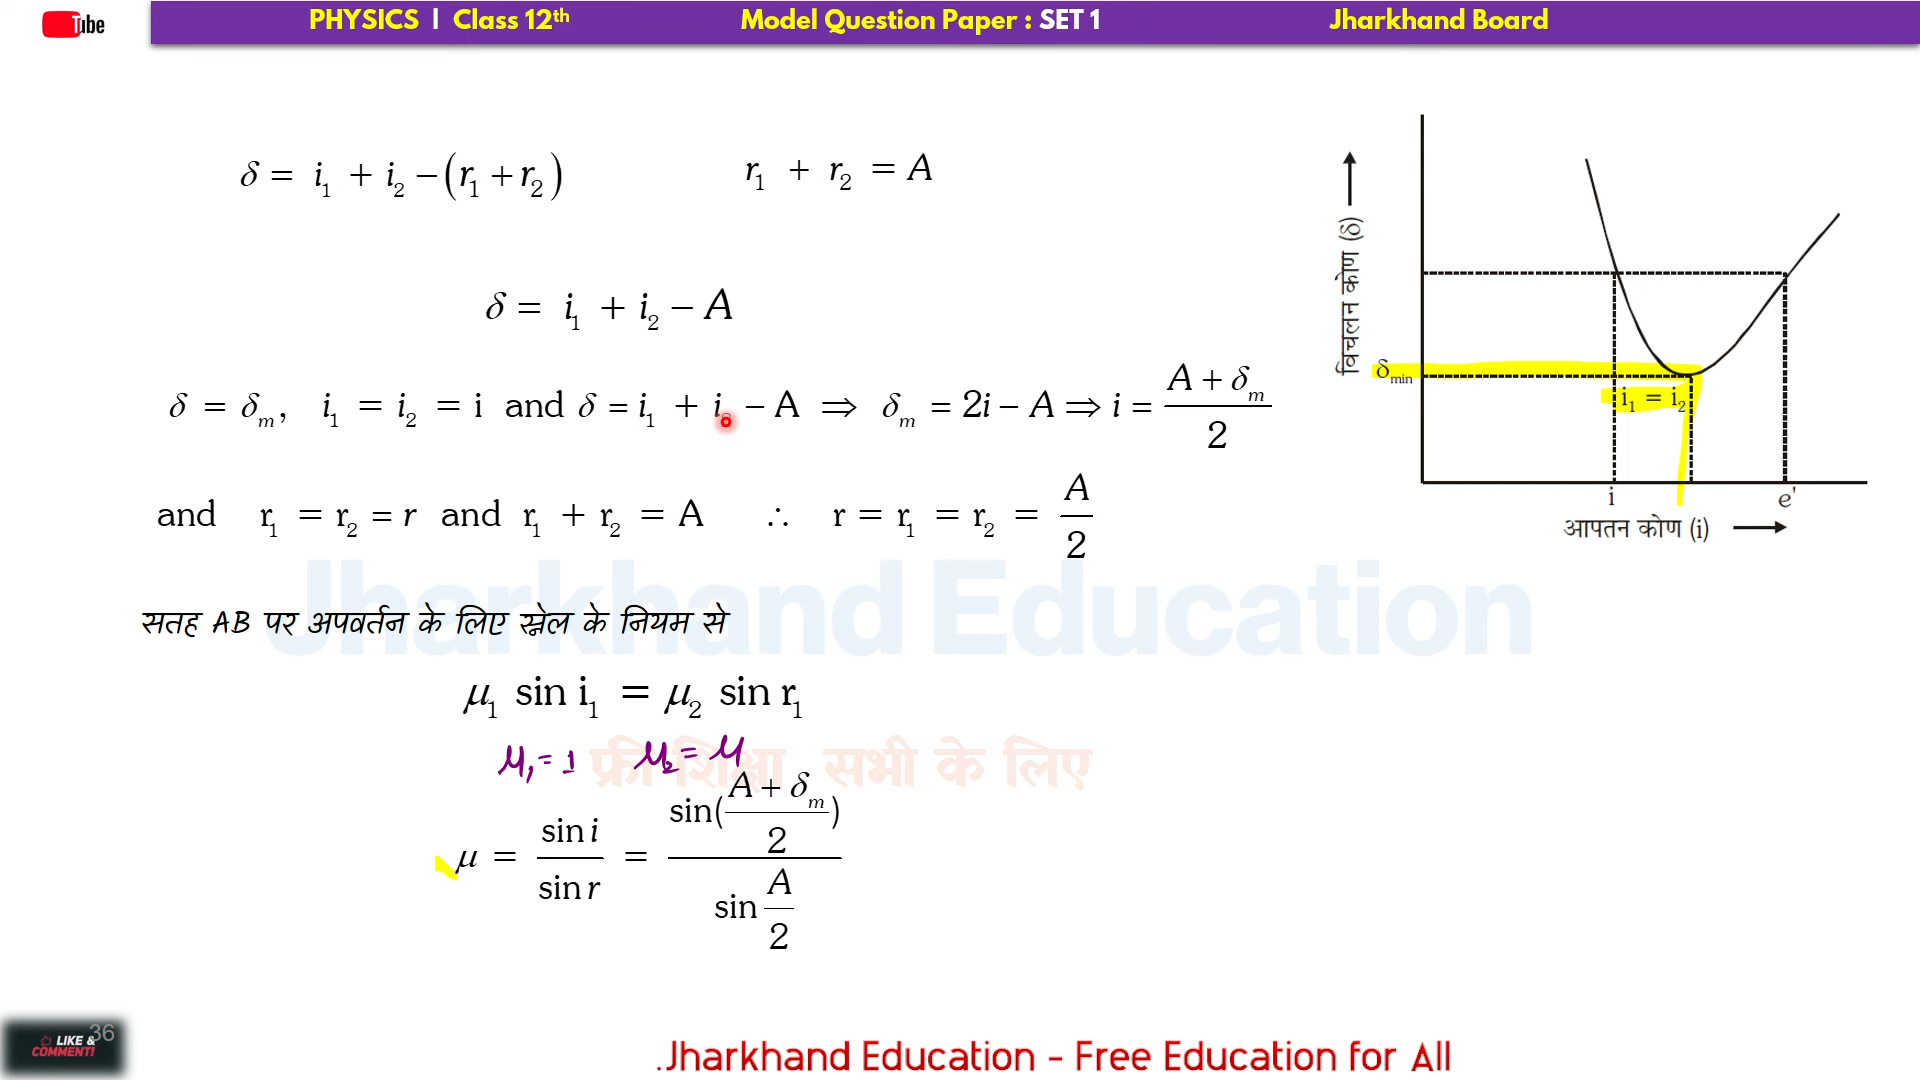 Tube
PHYSICS | Class 12th Model Question Paper : SET 1 Jharkhand Board
δ = i₁ + i₂ − (r₁ + r₂) r₁ + r₂ = A
δ = i₁ + i₂ − A
δ = δₘ, i₁ = i₂ = i and δ = i₁ + i₂ − A ⇒ δₘ = 2i − A ⇒ i = (A + δₘ)/2
and r₁ = r₂ = r and r₁ + r₂ = A ∴ r = r₁ = r₂ = A/2
सतह AB पर अपवर्तन के लिए स्नेल के नियम से
μ₁ sin i₁ = μ₂ sin r₁
μ₁ = 1 μ₂ = μ
μ = sin i / sin r = sin((A + δₘ)/2) / sin A/2
विचलन कोण (δ)
δmin
i₁ = i₂
i e'
आपतन कोण (i)
Jharkhand Education
फ्री शिक्षा सभी के लिए
36
LIKE &
COMMENT!
.Jharkhand Education - Free Education for All